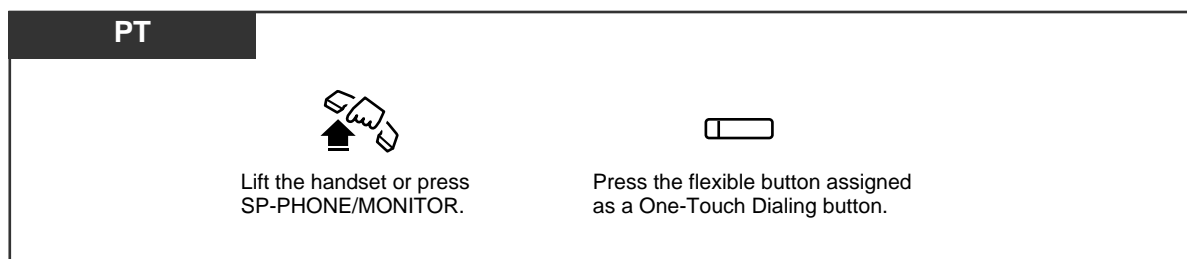 PT
Lift the handset or press
SP-PHONE/MONITOR.
Press the flexible button assigned
as a One-Touch Dialing button.